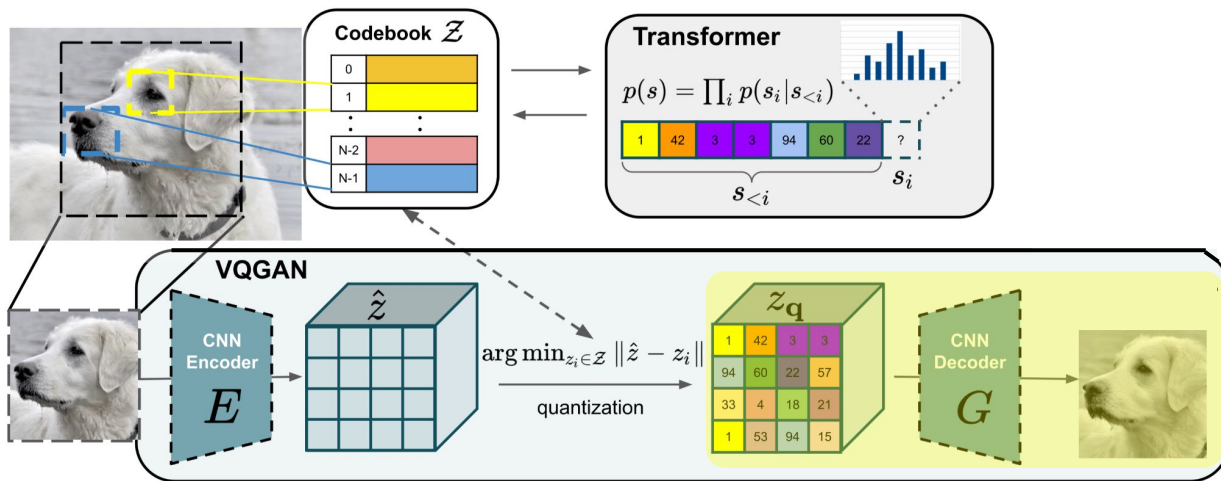 Codebook 𝒵
0
1
: :
N-2
N-1
Transformer
p(s) = ∏ᵢ p(sᵢ|s<ᵢ)
1 42 3 3 94 60 22 ?
s<ᵢ
sᵢ
VQGAN
CNN
Encoder
E
ẑ
arg min_{zᵢ∈𝒵} ‖ẑ − zᵢ‖
quantization
z_𝐪
1 42 3 3
94 60 22 57
33 4 18 21
1 53 94 15
CNN
Decoder
G